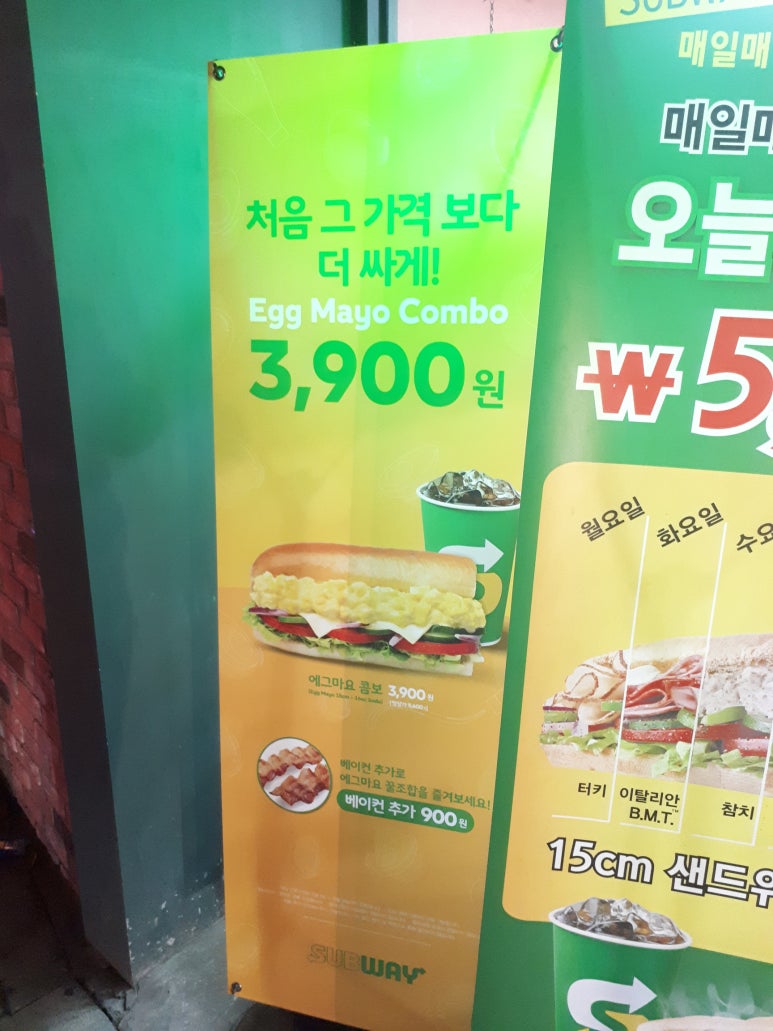 처음 그 가격 보다
더 싸게!
Egg Mayo Combo
3,900원
에그마요 콤보 3,900원
베이컨 추가로
에그마요 꿀조합을 즐겨보세요!
베이컨 추가 900원
SUBWAY
매일매
매일
오늘
₩5
월요일
화요일
수요
터키
이탈리안
B.M.T.™
참치
15cm 샌드